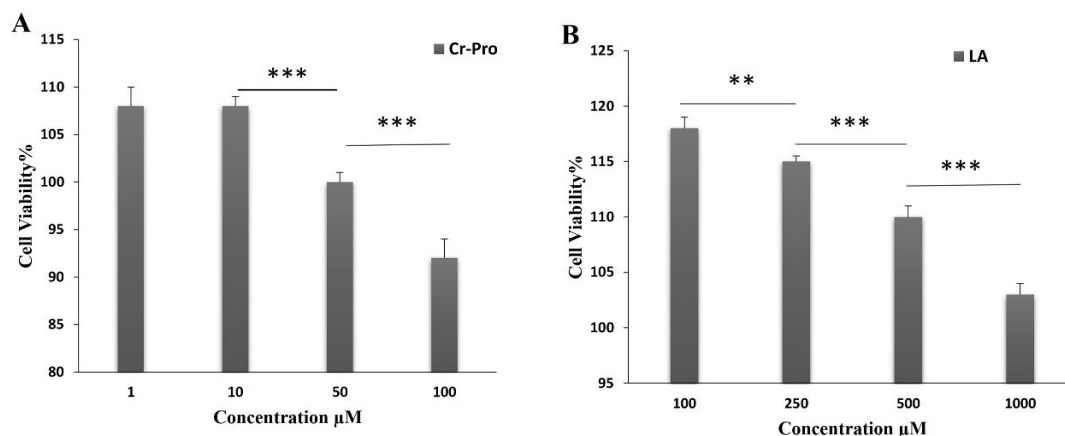 A
Cr-Pro
115
110
105
100
95
90
85
80
Cell Viability%
***
***
1 10 50 100
Concentration µM
B
LA
125
120
115
110
105
100
95
Cell Viability%
**
***
***
100 250 500 1000
Concentration µM